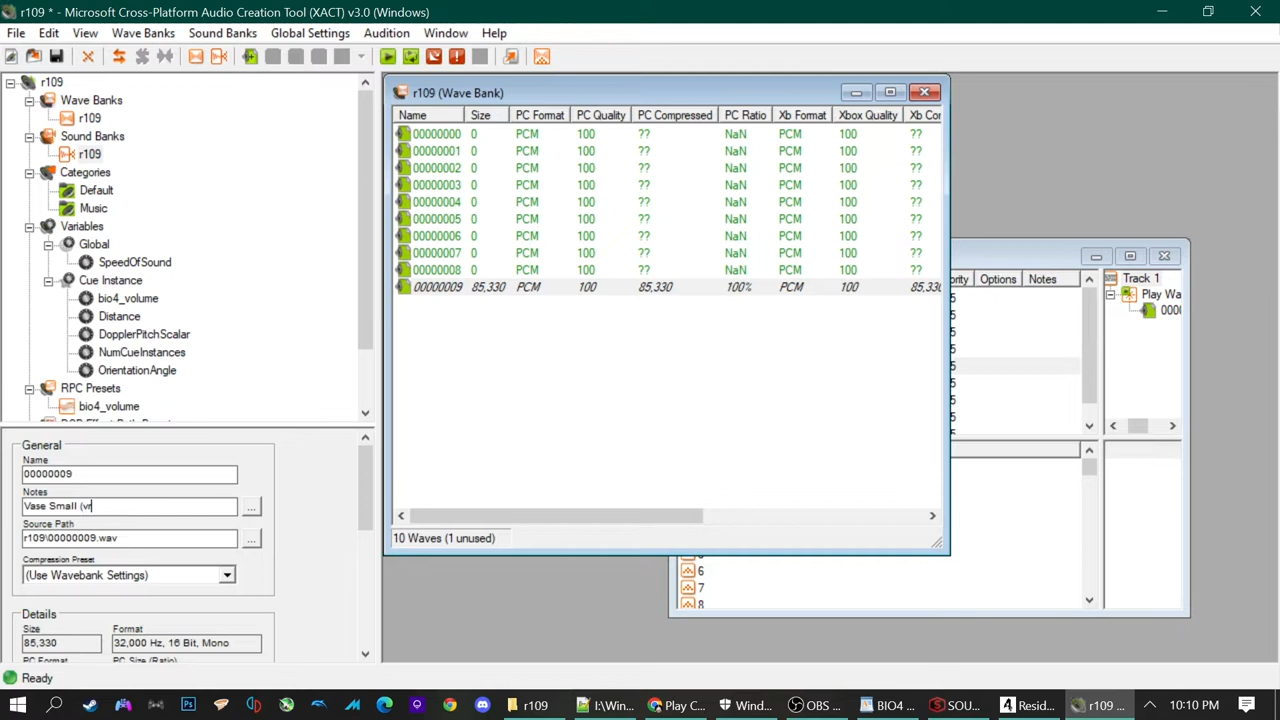 r109 * - Microsoft Cross-Platform Audio Creation Tool (XACT) v3.0 (Windows)
File Edit View Wave Banks Sound Banks Global Settings Audition Window Help
r109
Wave Banks
r109
Sound Banks
r109
Categories
Default
Music
Variables
Global
SpeedOfSound
Cue Instance
bio4_volume
Distance
DopplerPitchScalar
NumCueInstances
OrientationAngle
RPC Presets
bio4_volume
r109 (Wave Bank)
Name Size PC Format PC Quality PC Compressed PC Ratio Xb Format Xbox Quality Xb Cor
00000000 0 PCM 100 ?? NaN PCM 100 ??
00000001 0 PCM 100 ?? NaN PCM 100 ??
00000002 0 PCM 100 ?? NaN PCM 100 ??
00000003 0 PCM 100 ?? NaN PCM 100 ??
00000004 0 PCM 100 ?? NaN PCM 100 ??
00000005 0 PCM 100 ?? NaN PCM 100 ??
00000006 0 PCM 100 ?? NaN PCM 100 ??
00000007 0 PCM 100 ?? NaN PCM 100 ??
00000008 0 PCM 100 ?? NaN PCM 100 ??
00000009 85,330 PCM 100 85,330 100% PCM 100 85,330
10 Waves (1 unused)
Options Notes
Track 1
Play Wa
0000
6
7
8
General
Name
00000009
Notes
Vase Small (vr
...
Source Path
r109\00000009.wav
...
Compression Preset
(Use Wavebank Settings)
Details
Size Format
85,330 32,000 Hz, 16 Bit, Mono
PC Format PC Size (Ratio)
Ready
r109 I:\Win... Play C... Wind... OBS ... BIO4 ... SOU... Resid... r109 ... 10:10 PM